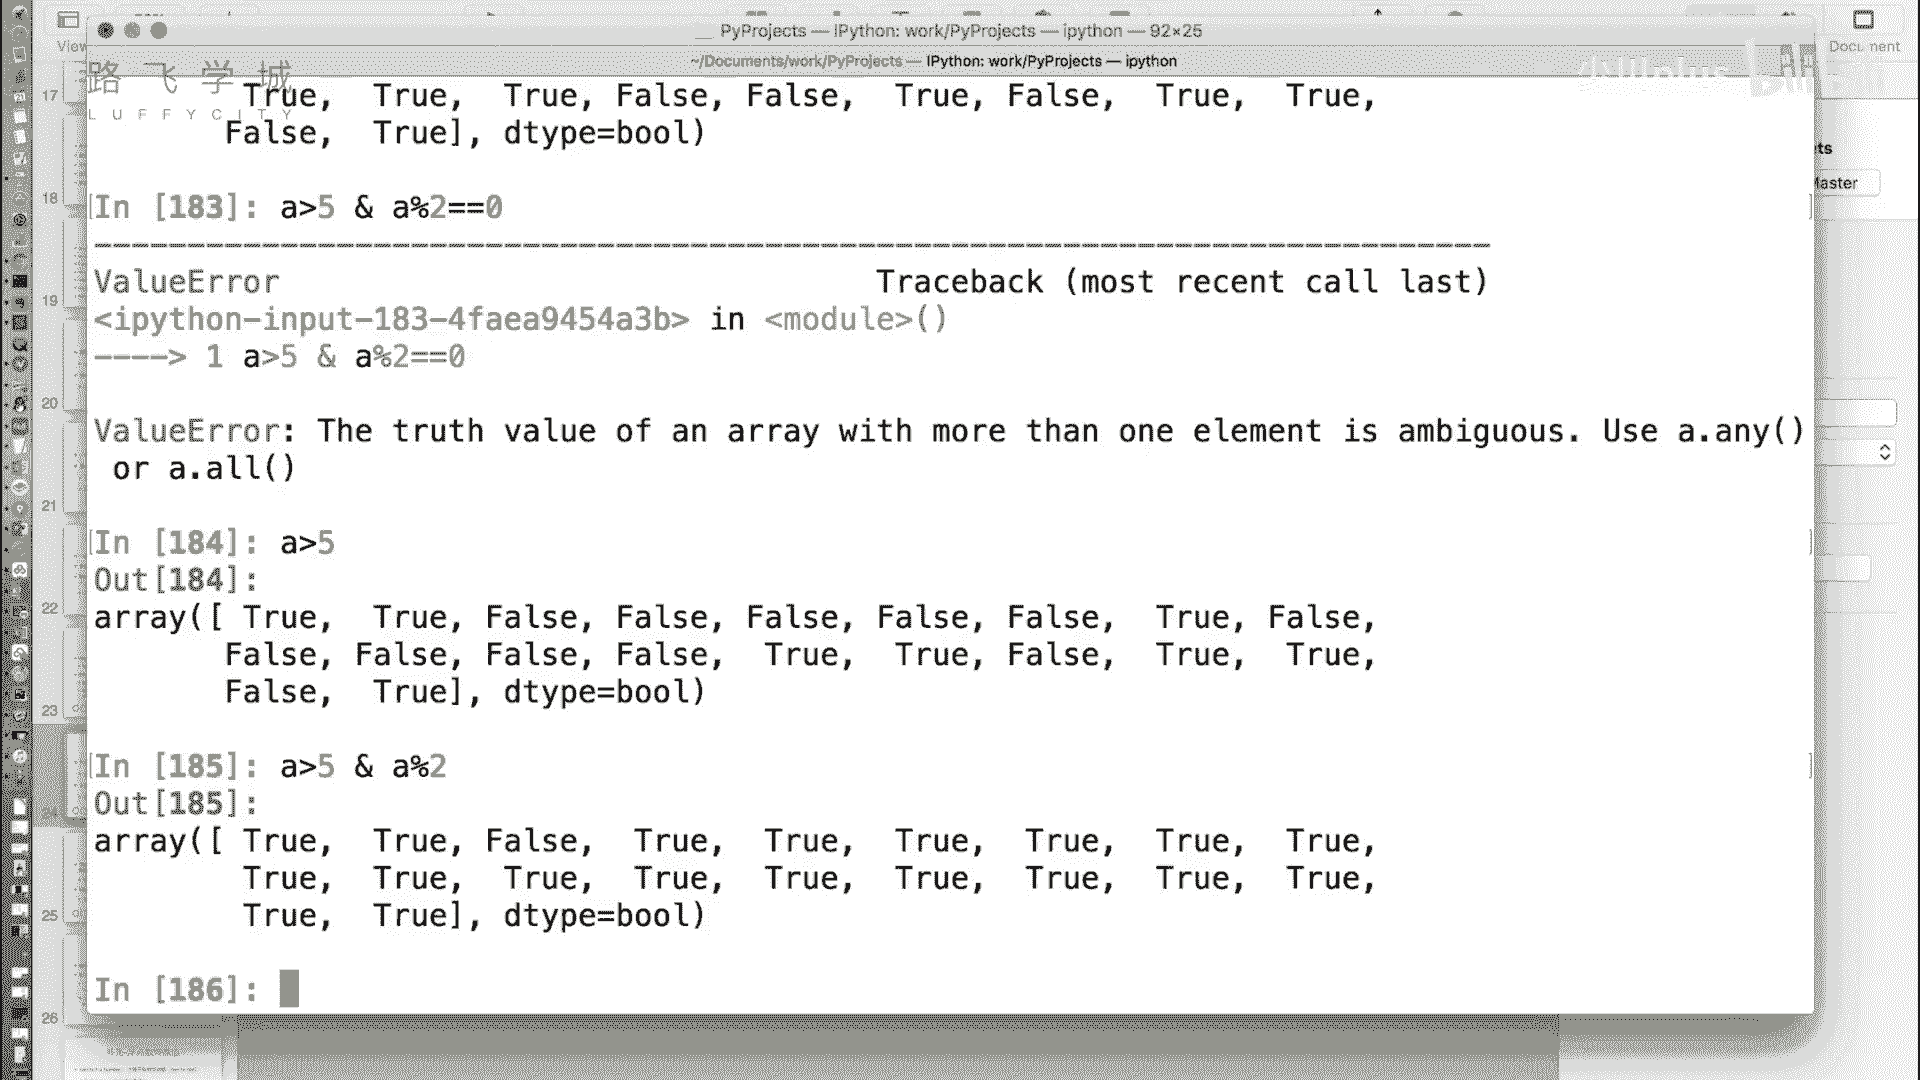 PyProjects — IPython: work/PyProjects — ipython — 92×25
~/Documents/work/PyProjects — IPython: work/PyProjects — ipython
View
Document
路飞学城
LUFFYCITY
True,  True,  True, False, False,  True, False,  True,  True,
False,  True], dtype=bool)
In [183]: a>5 & a%2==0
---------------------------------------------------------------------------
ValueError                                Traceback (most recent call last)
<ipython-input-183-4faea9454a3b> in <module>()
----> 1 a>5 & a%2==0
ValueError: The truth value of an array with more than one element is ambiguous. Use a.any()
or a.all()
In [184]: a>5
Out[184]:
array([ True,  True, False, False, False, False, False,  True, False,
False, False, False, False,  True,  True, False,  True,  True,
False,  True], dtype=bool)
In [185]: a>5 & a%2
Out[185]:
array([ True,  True, False,  True,  True,  True,  True,  True,  True,
True,  True,  True,  True,  True,  True,  True,  True,  True,
True,  True], dtype=bool)
In [186]:
17
18
19
20
21
22
23
24
25
26
Master